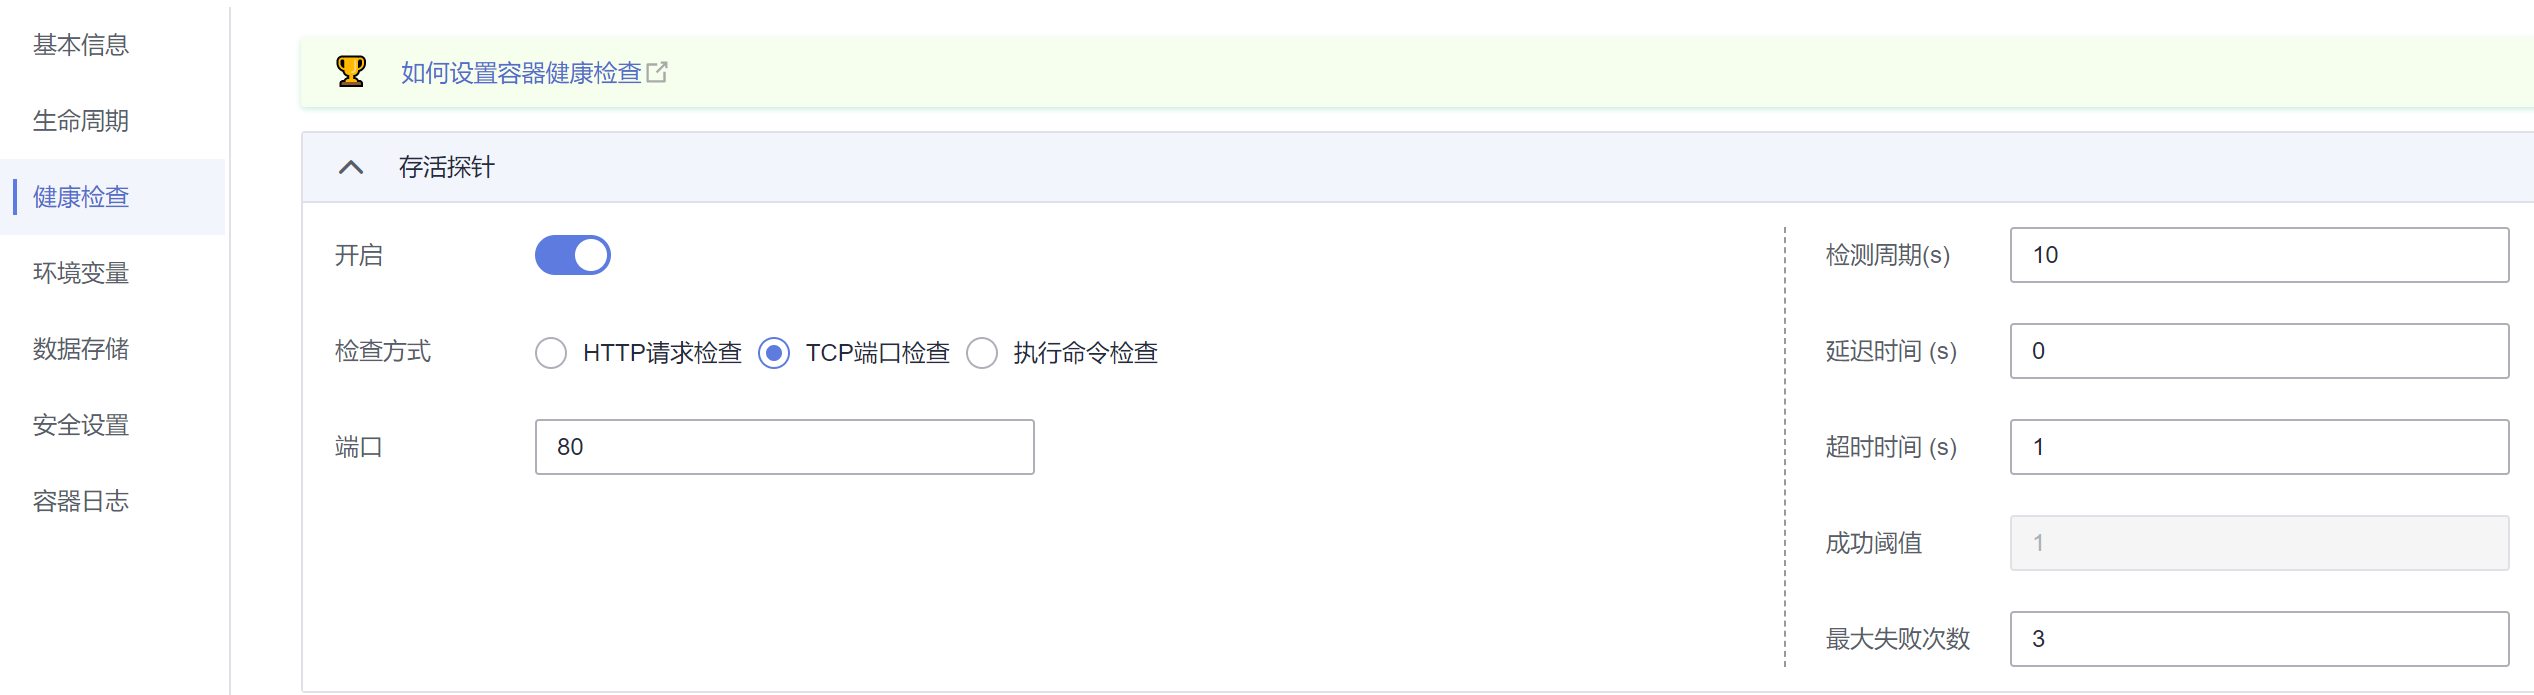 基本信息
生命周期
健康检查
环境变量
数据存储
安全设置
容器日志
如何设置容器健康检查
存活探针
开启
检查方式
HTTP请求检查 TCP端口检查 执行命令检查
端口
80
检测周期(s)
10
延迟时间 (s)
0
超时时间 (s)
1
成功阈值
1
最大失败次数
3